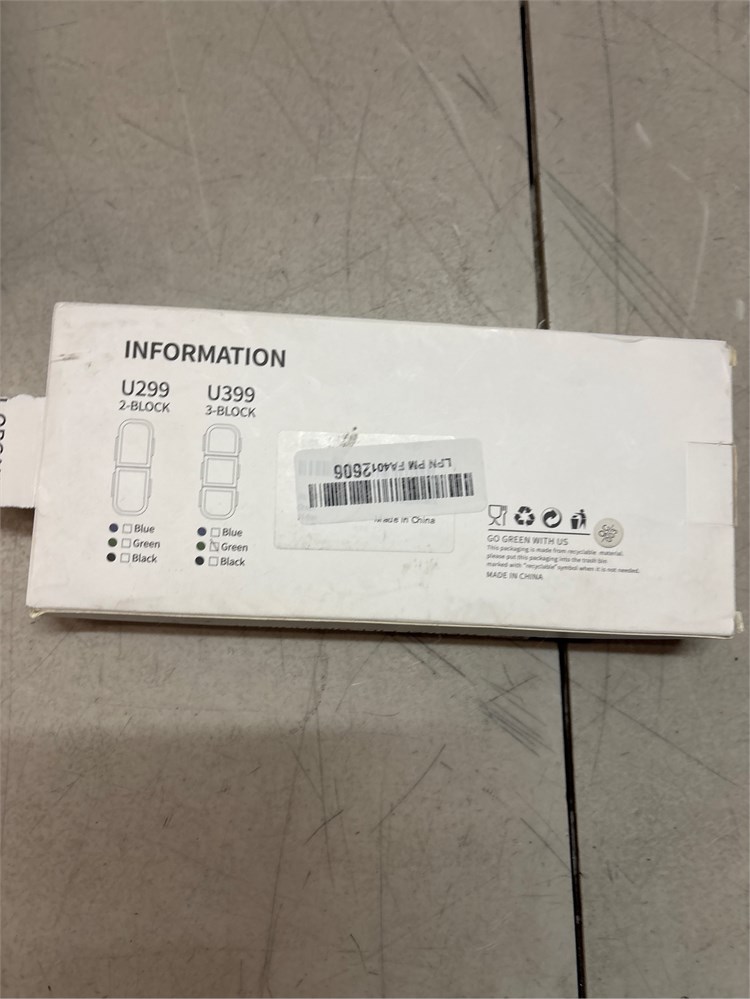 INFORMATION
U299
2-BLOCK
Blue
Green
Black
U399
3-BLOCK
Blue
Green
Black
LPN PM FA4012606
Made in China
GO GREEN WITH US
This packaging is made from recyclable material.
please put this packaging into the trash bin
marked with "recyclable" symbol when it is not needed.
MADE IN CHINA